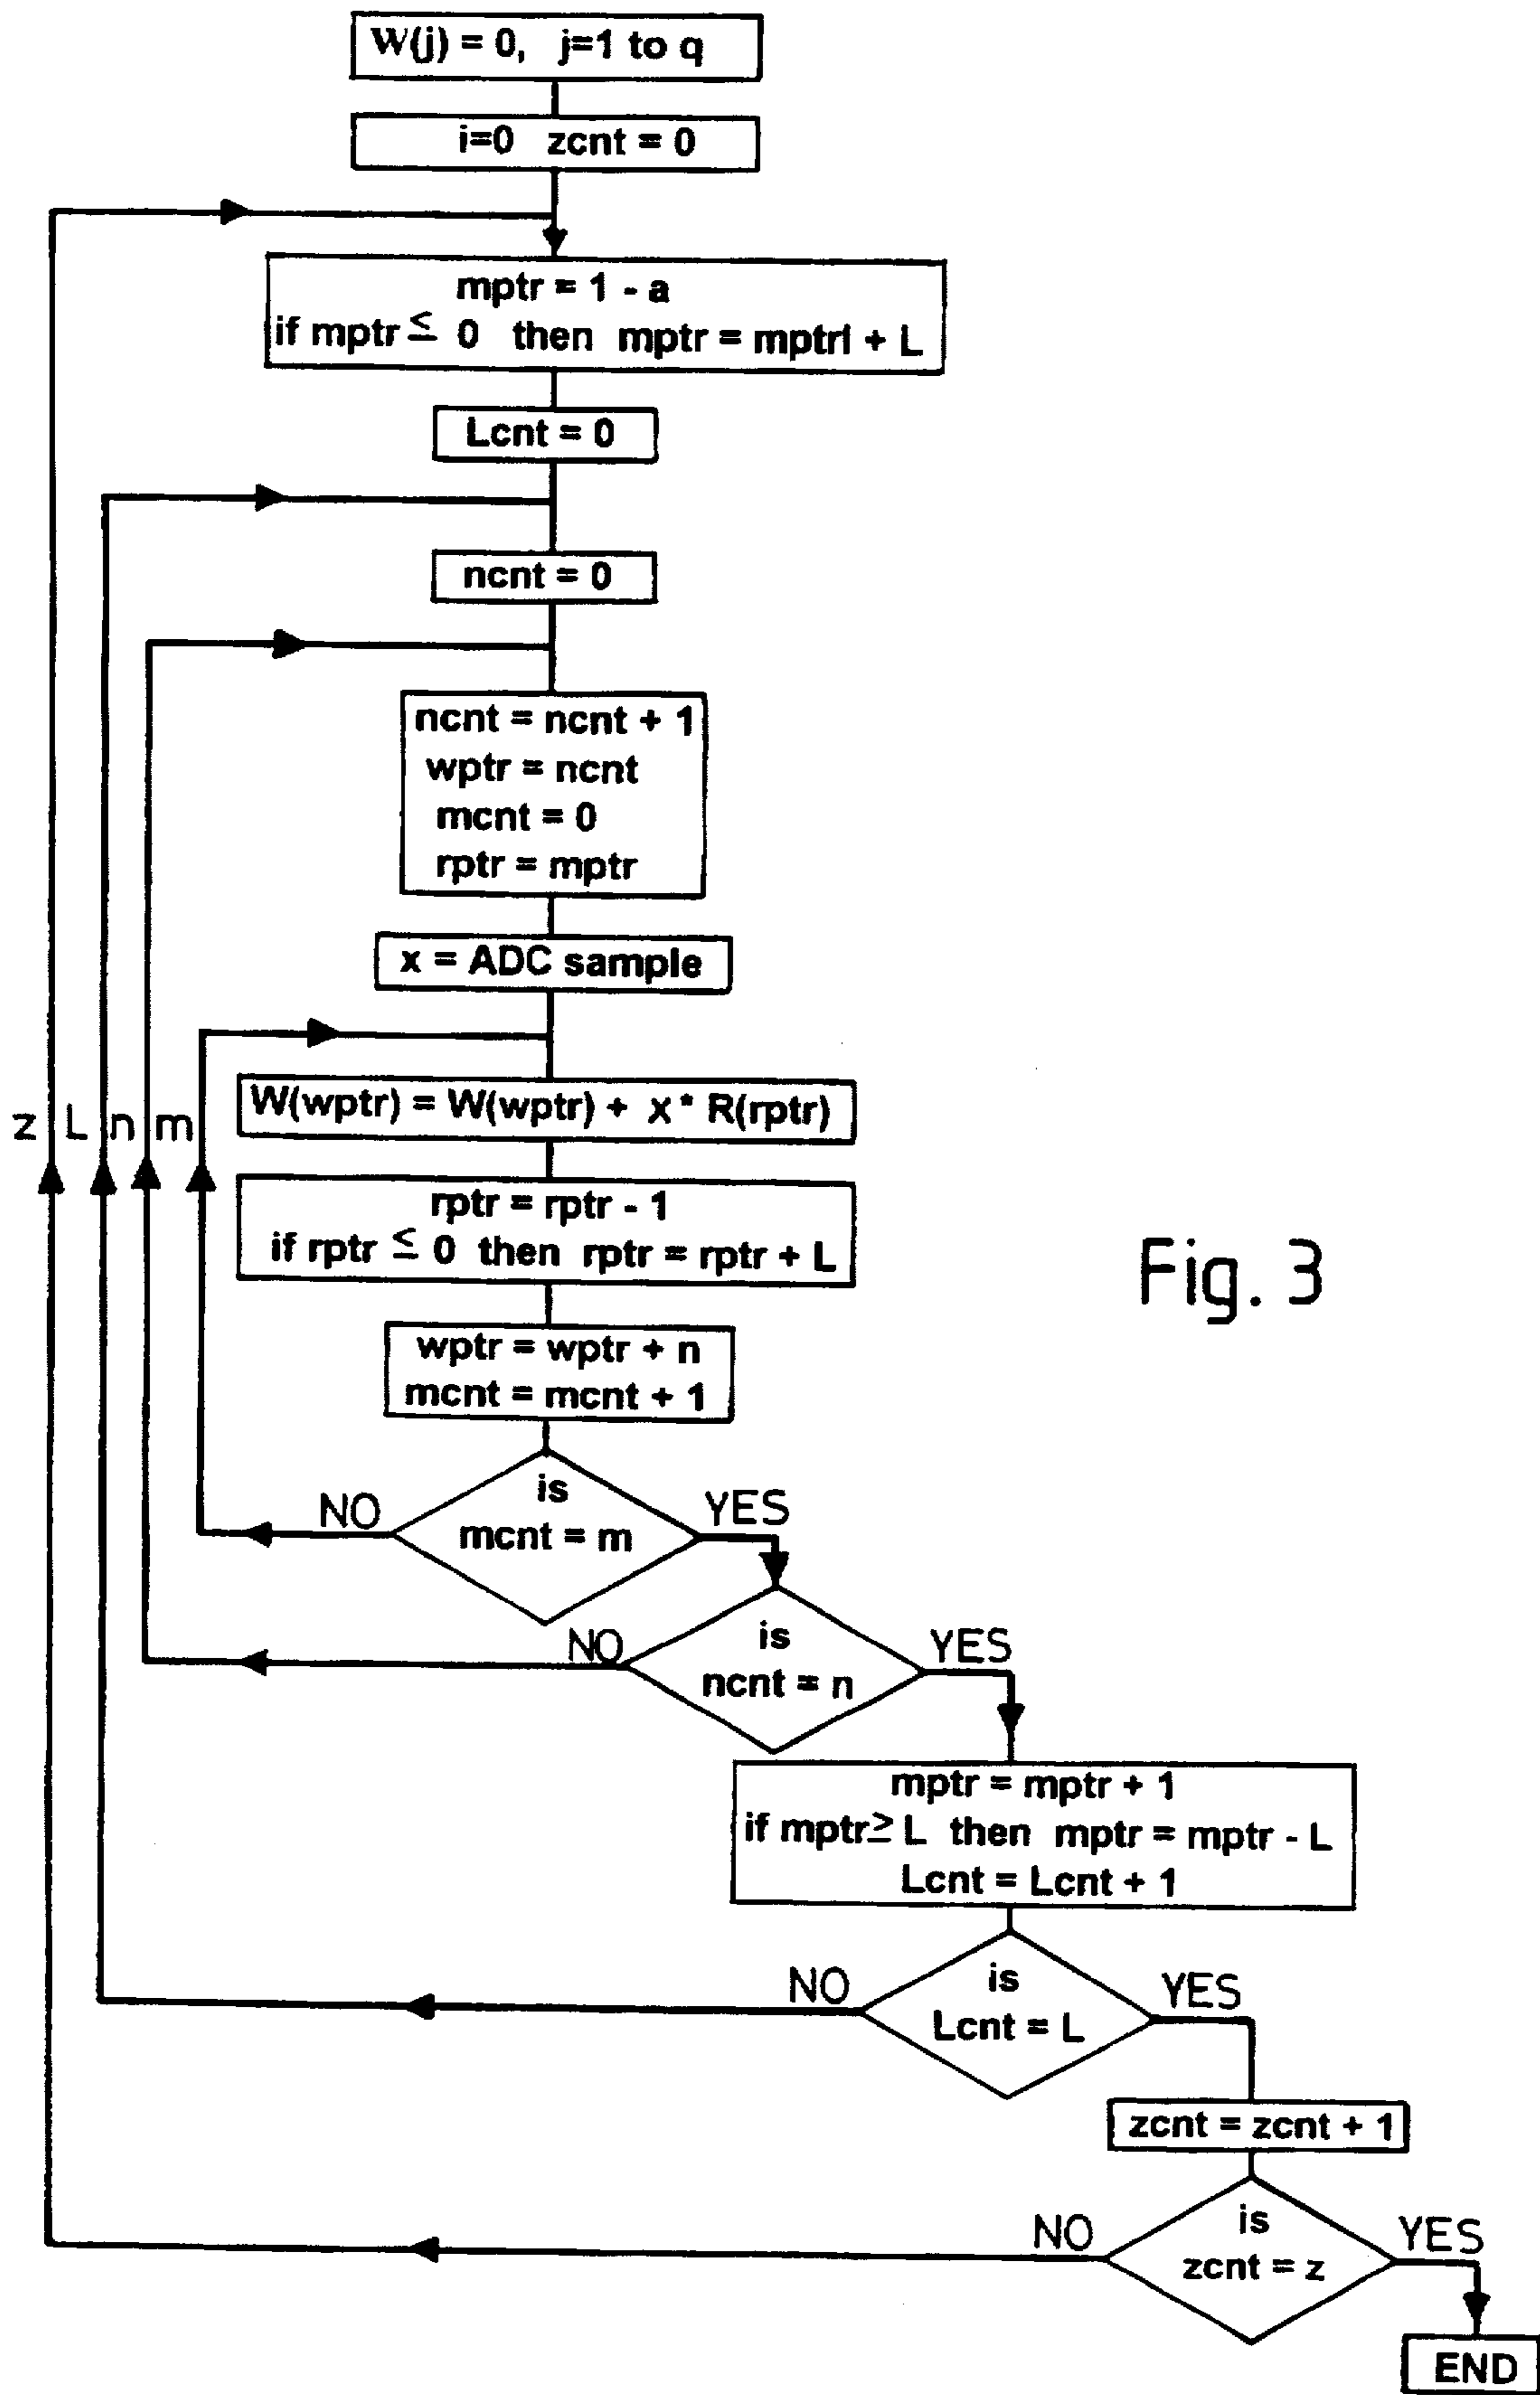 W(j) = 0,   j=1 to q
i=0   zcnt = 0
mptr = 1 - a
if mptr ≤ 0   then  mptr = mptrl + L
Lcnt = 0
ncnt = 0
ncnt = ncnt + 1
wptr = ncnt
mcnt = 0
rptr = mptr
x = ADC sample
W(wptr) = W(wptr) +  x * R(rptr)
z L n m
rptr = rptr - 1
if rptr ≤ 0  then  rptr = rptr + L
Fig. 3
wptr = wptr + n
mcnt = mcnt + 1
is
mcnt = m
NO
YES
is
ncnt = n
NO
YES
mptr = mptr + 1
if mptr ≥ L  then  mptr = mptr - L
Lcnt = Lcnt + 1
is
Lcnt = L
NO
YES
zcnt = zcnt + 1
is
zcnt = z
NO
YES
END